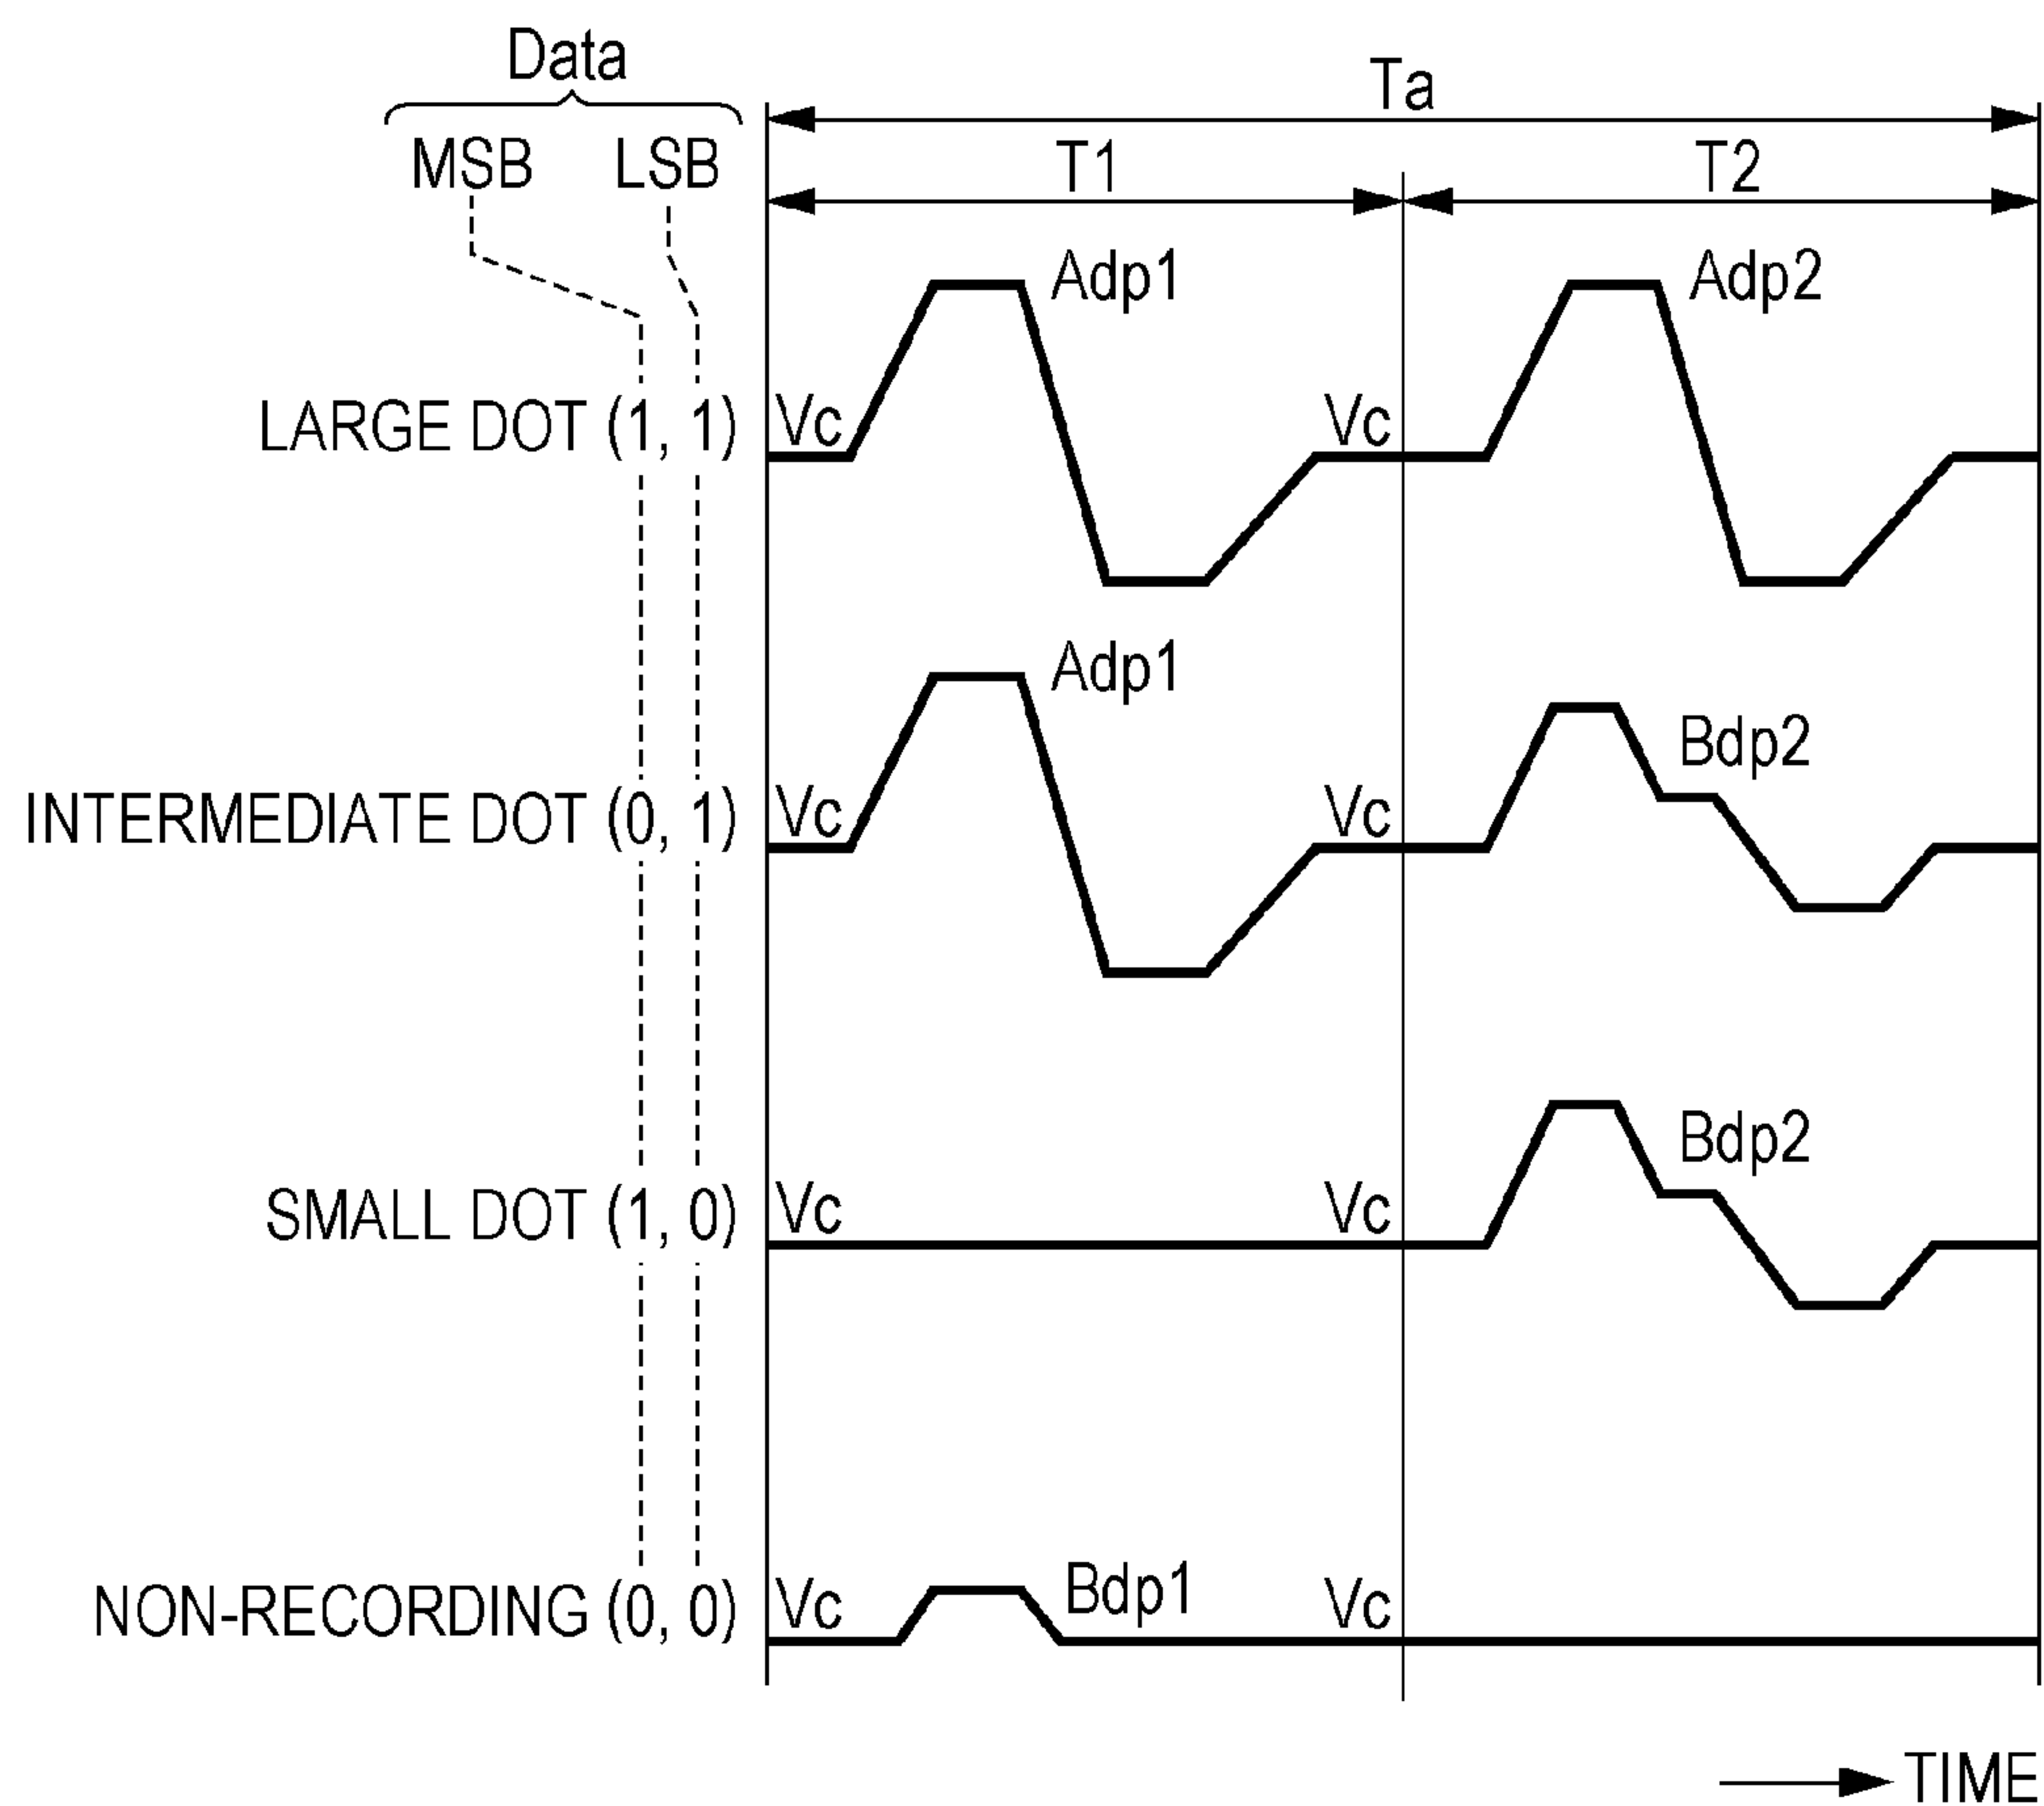 Data
MSB LSB
Ta
T1 T2
Adp1 Adp2
LARGE DOT (1, 1) Vc Vc
Adp1 Bdp2
INTERMEDIATE DOT (0, 1) Vc Vc
Bdp2
SMALL DOT (1, 0) Vc Vc
Bdp1
NON-RECORDING (0, 0) Vc Vc
TIME